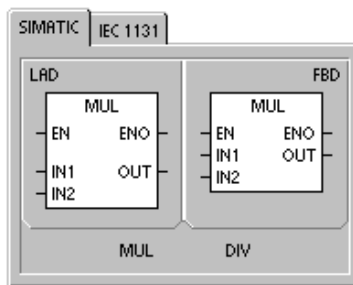 SIMATIC IEC 1131
LAD FBD
MUL MUL
EN ENO EN ENO
IN1 OUT IN1 OUT
IN2 IN2
MUL DIV